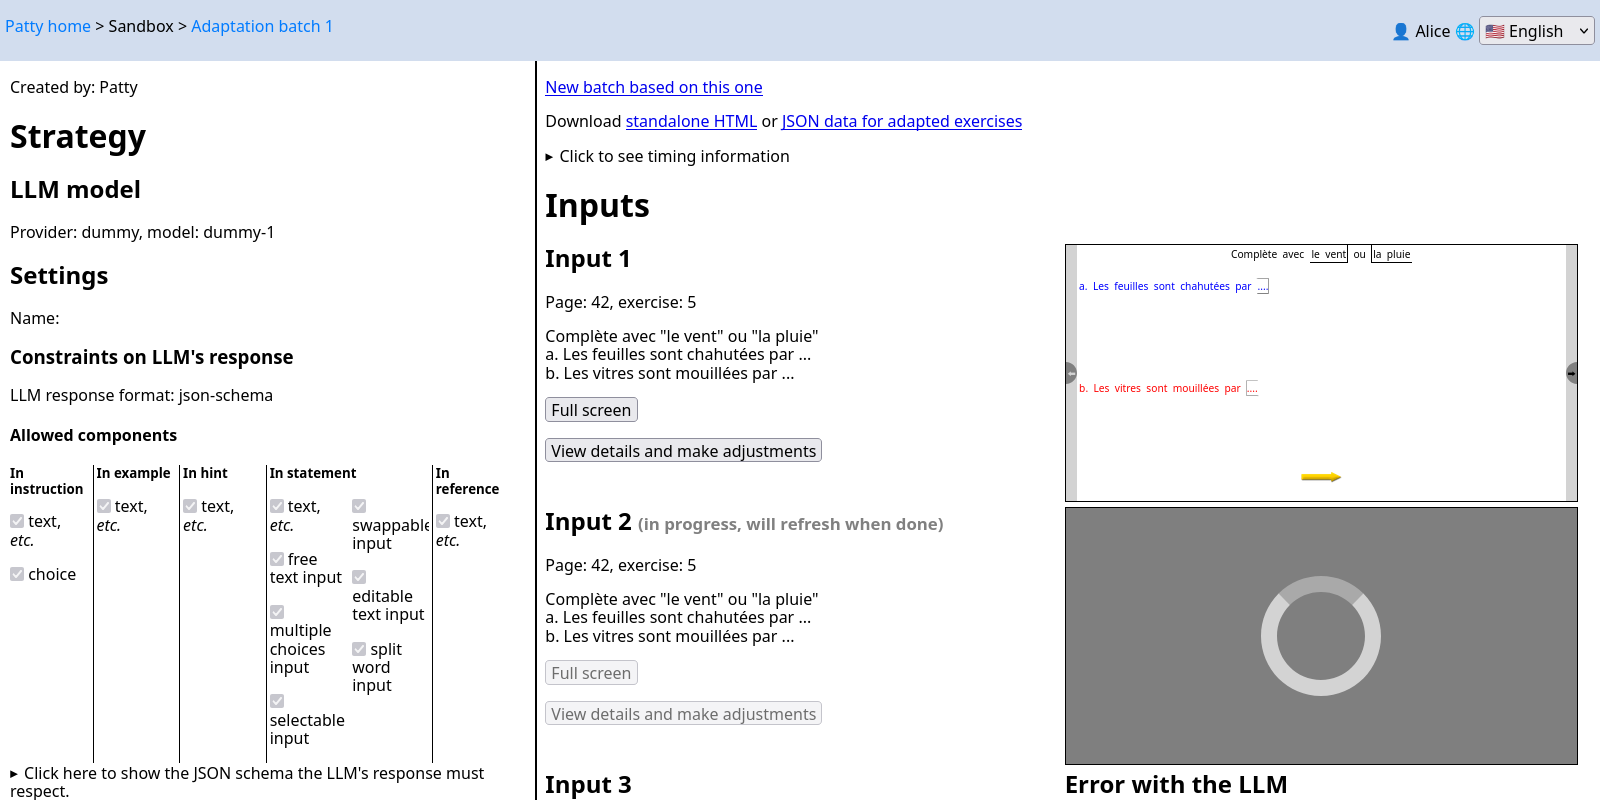 Patty home > Sandbox > Adaptation batch 1
👤 Alice 🌐 🇺🇸 English
Created by: Patty
Strategy
LLM model
Provider: dummy, model: dummy-1
Settings
Name:
Constraints on LLM's response
LLM response format: json-schema
Allowed components
In
instruction
text,
etc.
choice
In example
text,
etc.
In hint
text,
etc.
In statement
text,
etc.
free
text input
multiple
choices
input
selectable
input
swappable
input
editable
text input
split
word
input
In
reference
text,
etc.
▸ Click here to show the JSON schema the LLM's response must
respect.
New batch based on this one
Download standalone HTML or JSON data for adapted exercises
▸ Click to see timing information
Inputs
Input 1
Page: 42, exercise: 5
Complète avec "le vent" ou "la pluie"
a. Les feuilles sont chahutées par ...
b. Les vitres sont mouillées par ...
Full screen
View details and make adjustments
Complète avec le vent ou la pluie
a. Les feuilles sont chahutées par ....
b. Les vitres sont mouillées par ....
Input 2 (in progress, will refresh when done)
Page: 42, exercise: 5
Complète avec "le vent" ou "la pluie"
a. Les feuilles sont chahutées par ...
b. Les vitres sont mouillées par ...
Full screen
View details and make adjustments
Input 3
Error with the LLM